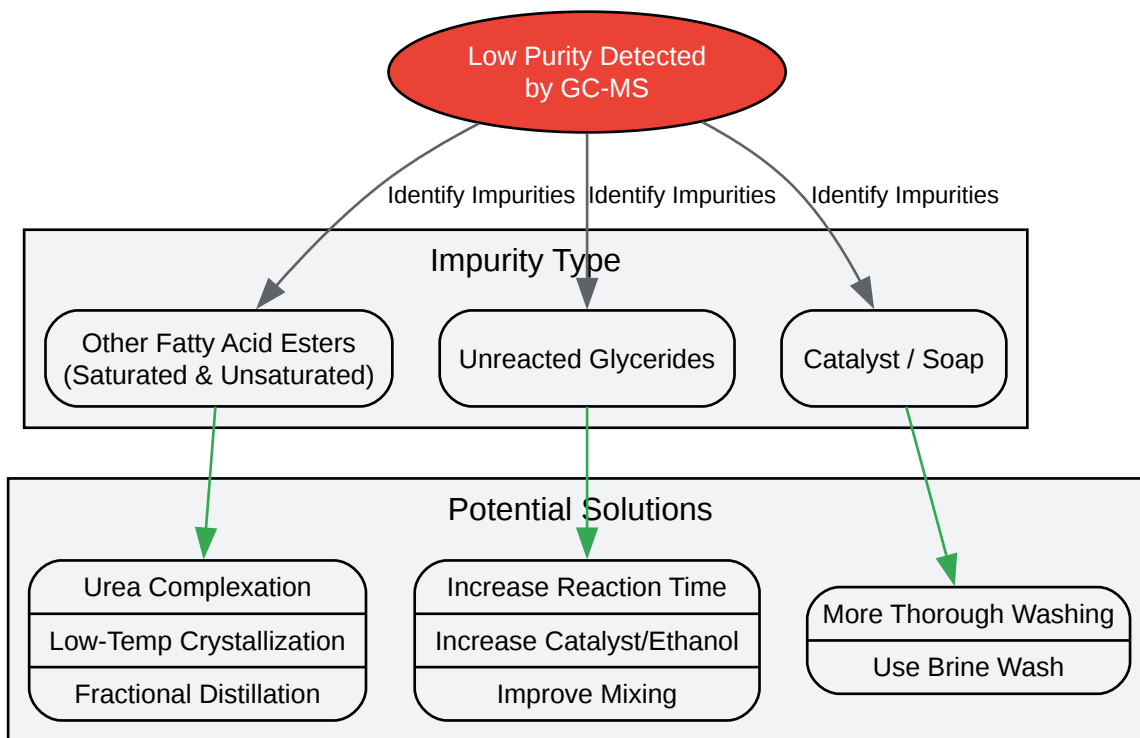 Low Purity Detected
by GC-MS
Identify Impurities
Identify Impurities
Identify Impurities
Impurity Type
Other Fatty Acid Esters
(Saturated & Unsaturated)
Unreacted Glycerides
Catalyst / Soap
Potential Solutions
Urea Complexation
Low-Temp Crystallization
Fractional Distillation
Increase Reaction Time
Increase Catalyst/Ethanol
Improve Mixing
More Thorough Washing
Use Brine Wash